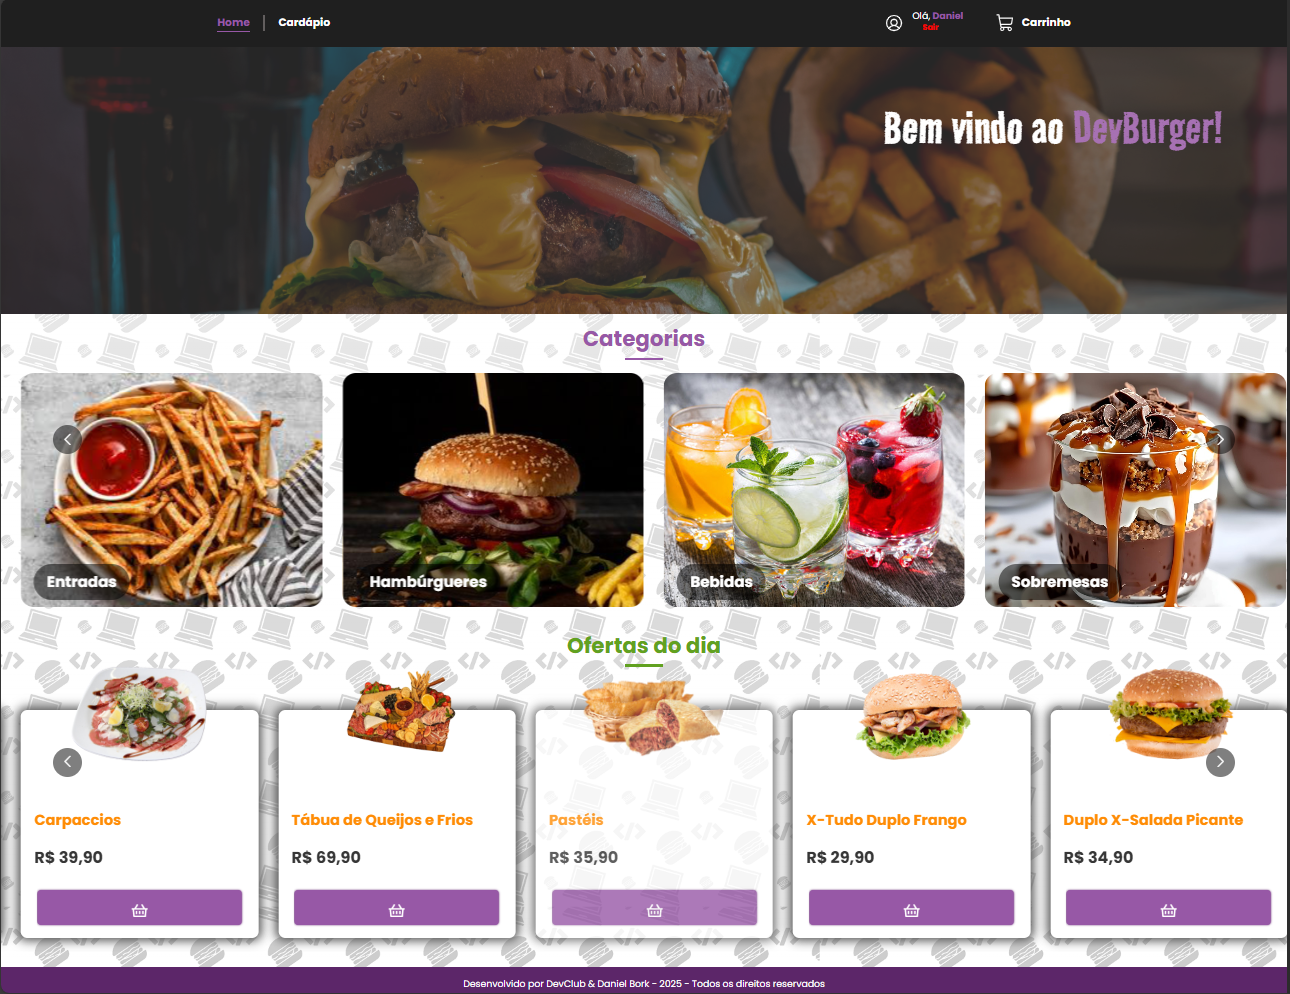 Home | Cardápio
Olá, Daniel
Sair
Carrinho
Bem vindo ao DevBurger!
Categorias
Entradas
Hambúrgueres
Bebidas
Sobremesas
Ofertas do dia
Carpaccios
R$ 39,90
Tábua de Queijos e Frios
R$ 69,90
Pastéis
R$ 35,90
X-Tudo Duplo Frango
R$ 29,90
Duplo X-Salada Picante
R$ 34,90
Desenvolvido por DevClub & Daniel Bork - 2025 - Todos os direitos reservados